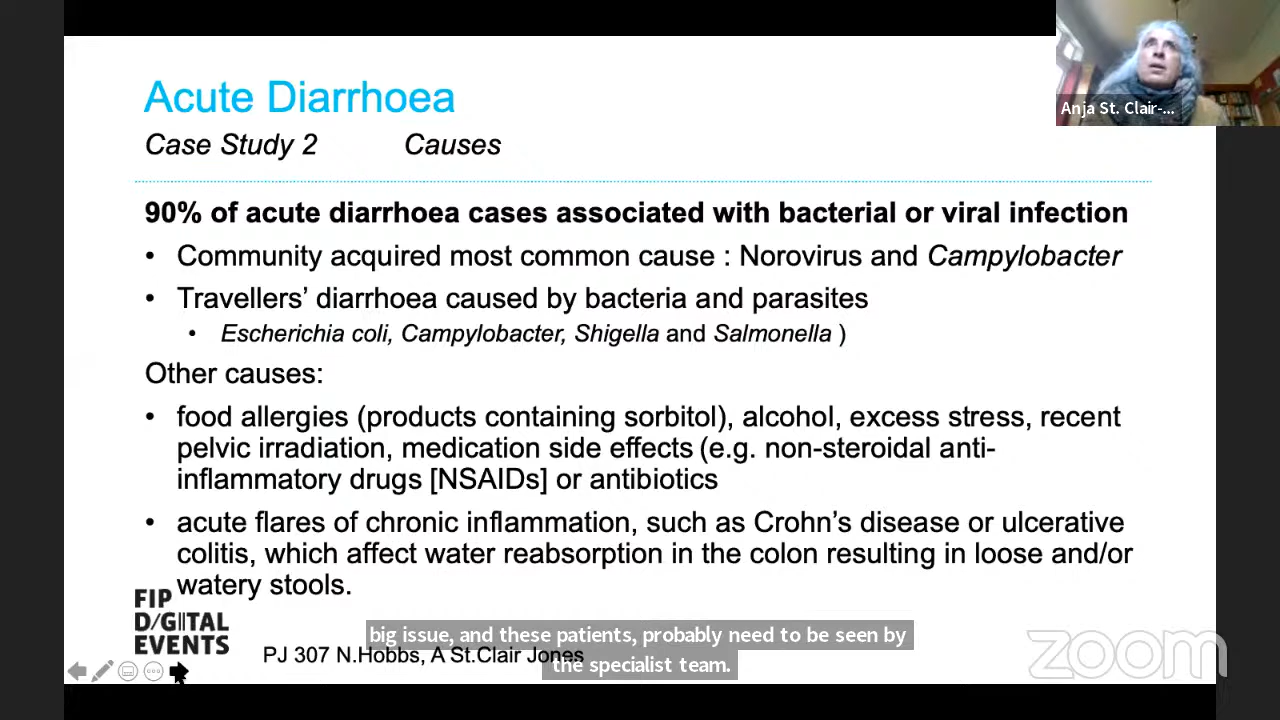 Anja St. Clair-...
Acute Diarrhoea
Case Study 2 Causes
90% of acute diarrhoea cases associated with bacterial or viral infection
• Community acquired most common cause : Norovirus and Campylobacter
• Travellers’ diarrhoea caused by bacteria and parasites
• Escherichia coli, Campylobacter, Shigella and Salmonella )
Other causes:
• food allergies (products containing sorbitol), alcohol, excess stress, recent
pelvic irradiation, medication side effects (e.g. non-steroidal anti-
inflammatory drugs [NSAIDs] or antibiotics
• acute flares of chronic inflammation, such as Crohn’s disease or ulcerative
colitis, which affect water reabsorption in the colon resulting in loose and/or
watery stools.
FIP
DIGITAL
EVENTS
big issue, and these patients, probably need to be seen by
the specialist team.
PJ 307 N.Hobbs, A St.Clair Jones
zoom